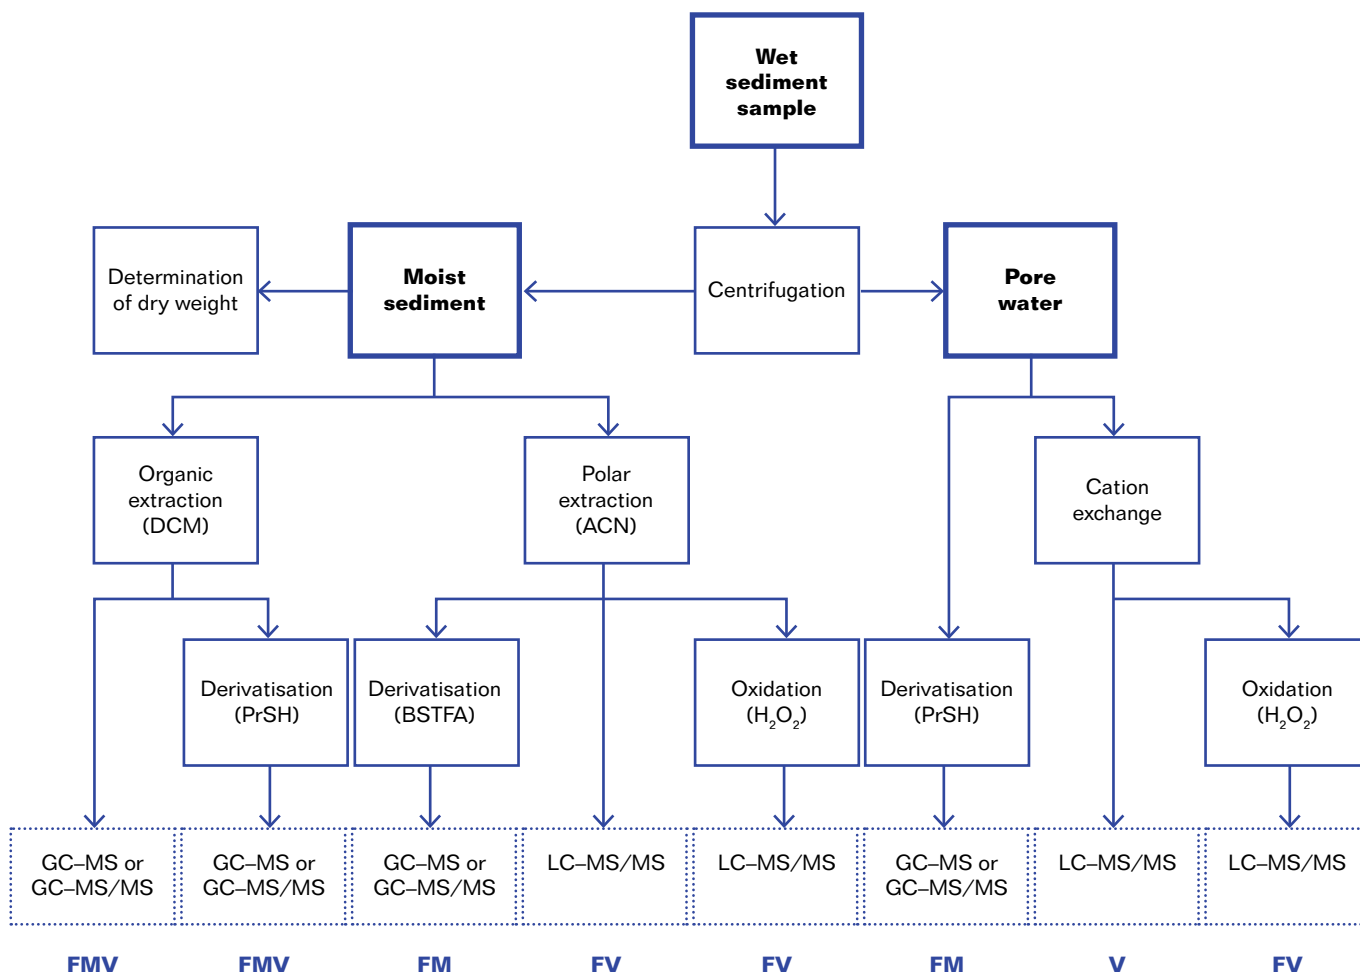 Wet
sediment
sample
Determination
of dry weight
Moist
sediment
Centrifugation
Pore
water
Organic
extraction
(DCM)
Polar
extraction
(ACN)
Cation
exchange
Derivatisation
(PrSH)
Derivatisation
(BSTFA)
Oxidation
(H₂O₂)
Derivatisation
(PrSH)
Oxidation
(H₂O₂)
GC–MS or
GC–MS/MS
GC–MS or
GC–MS/MS
GC–MS or
GC–MS/MS
LC–MS/MS
LC–MS/MS
GC–MS or
GC–MS/MS
LC–MS/MS
LC–MS/MS
FMV
FMV
FM
FV
FV
FM
V
FV